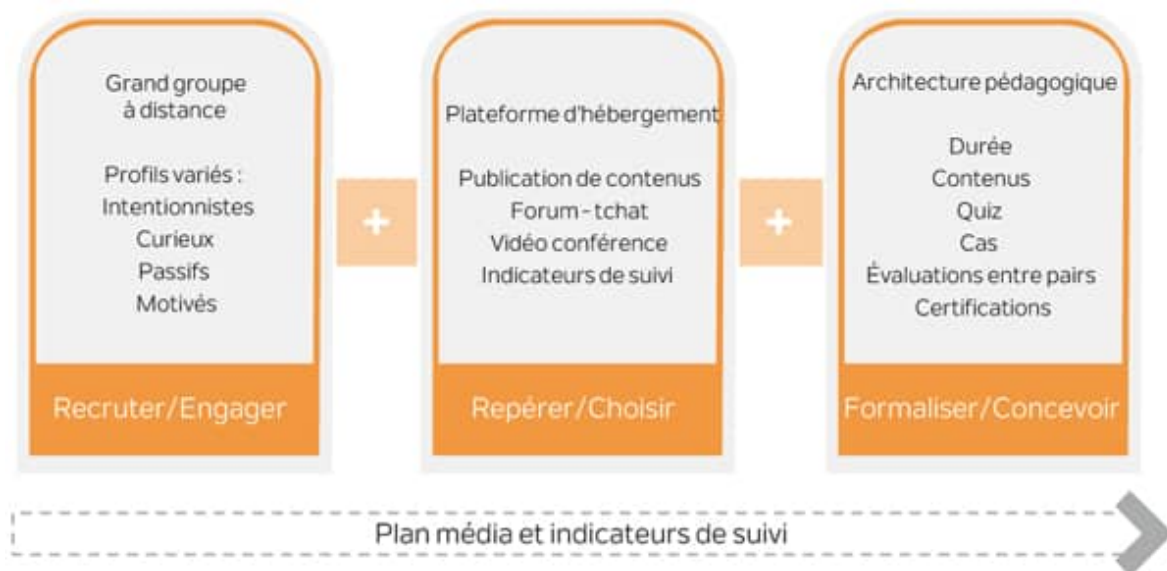 Grand groupe
à distance
Profils variés :
Intentionnistes
Curieux
Passifs
Motivés
Recruter/Engager
+
Plateforme d'hébergement
Publication de contenus
Forum - tchat
Vidéo conférence
Indicateurs de suivi
Repérer/Choisir
+
Architecture pédagogique
Durée
Contenus
Quiz
Cas
Évaluations entre pairs
Certifications
Formaliser/Concevoir
Plan média et indicateurs de suivi